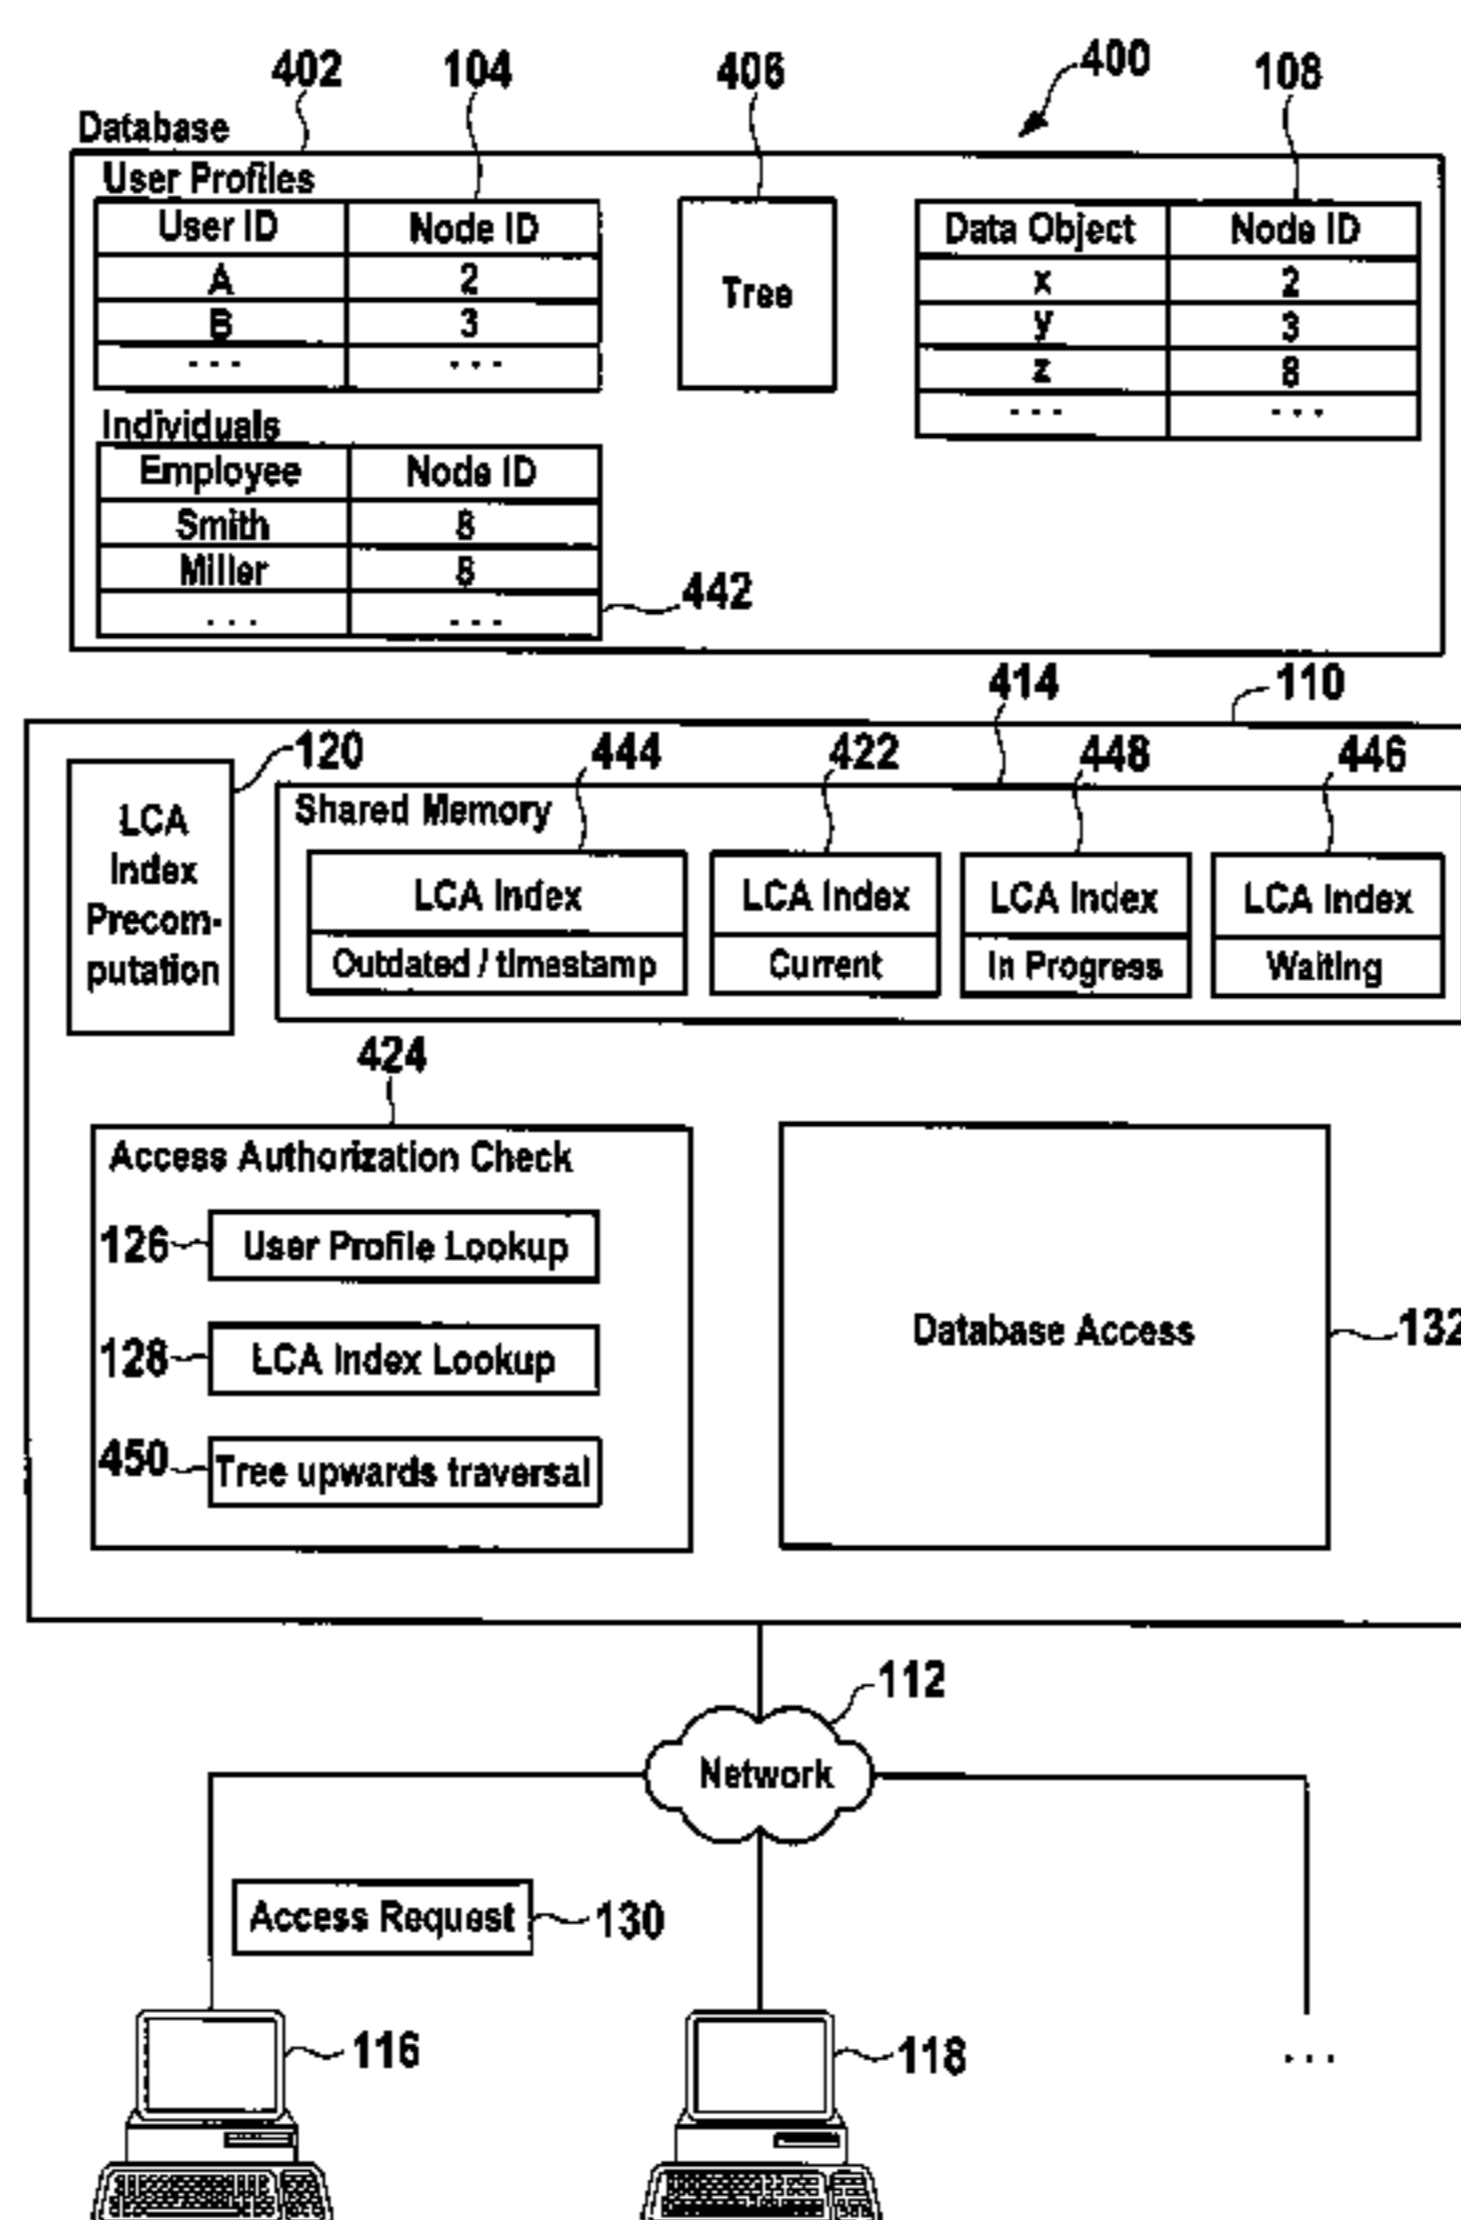 402 104 406 400 108
Database
User Profiles
User ID Node ID
A 2
B 3
... ...
Tree
Data Object Node ID
x 2
y 3
z 8
... ...
Individuals
Employee Node ID
Smith 8
Miller 8
... ...
442
414 110
120 444 422 448 446
LCA
Index
Precom-
putation
Shared Memory
LCA Index
Outdated / timestamp
LCA Index
Current
LCA Index
In Progress
LCA Index
Waiting
424
Access Authorization Check
126 User Profile Lookup
128 LCA Index Lookup
450 Tree upwards traversal
Database Access 132
112
Network
Access Request 130
116 118 ...